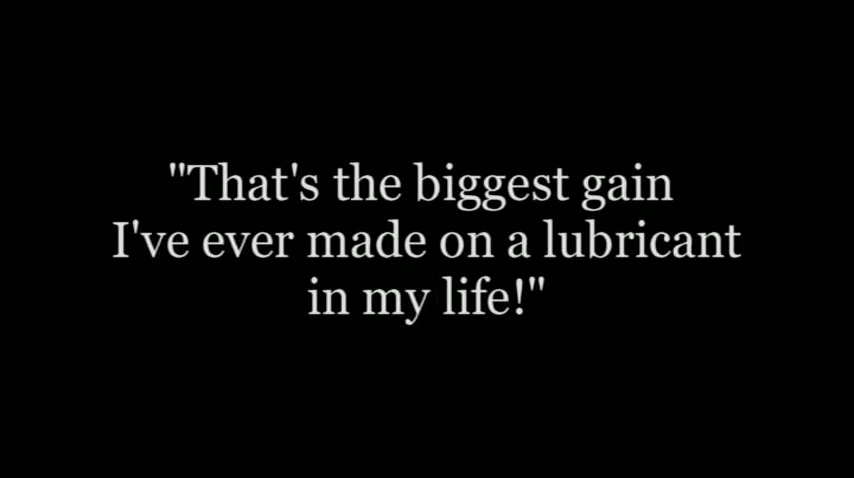 "That's the biggest gain
I've ever made on a lubricant
in my life!"